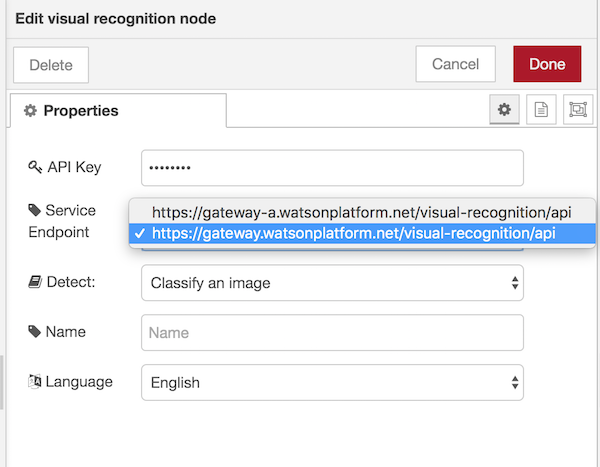 Edit visual recognition node
Delete
Cancel
Done
Properties
API Key
••••••••
Service
Endpoint
https://gateway-a.watsonplatform.net/visual-recognition/api
✓ https://gateway.watsonplatform.net/visual-recognition/api
Detect:
Classify an image
Name
Name
Language
English